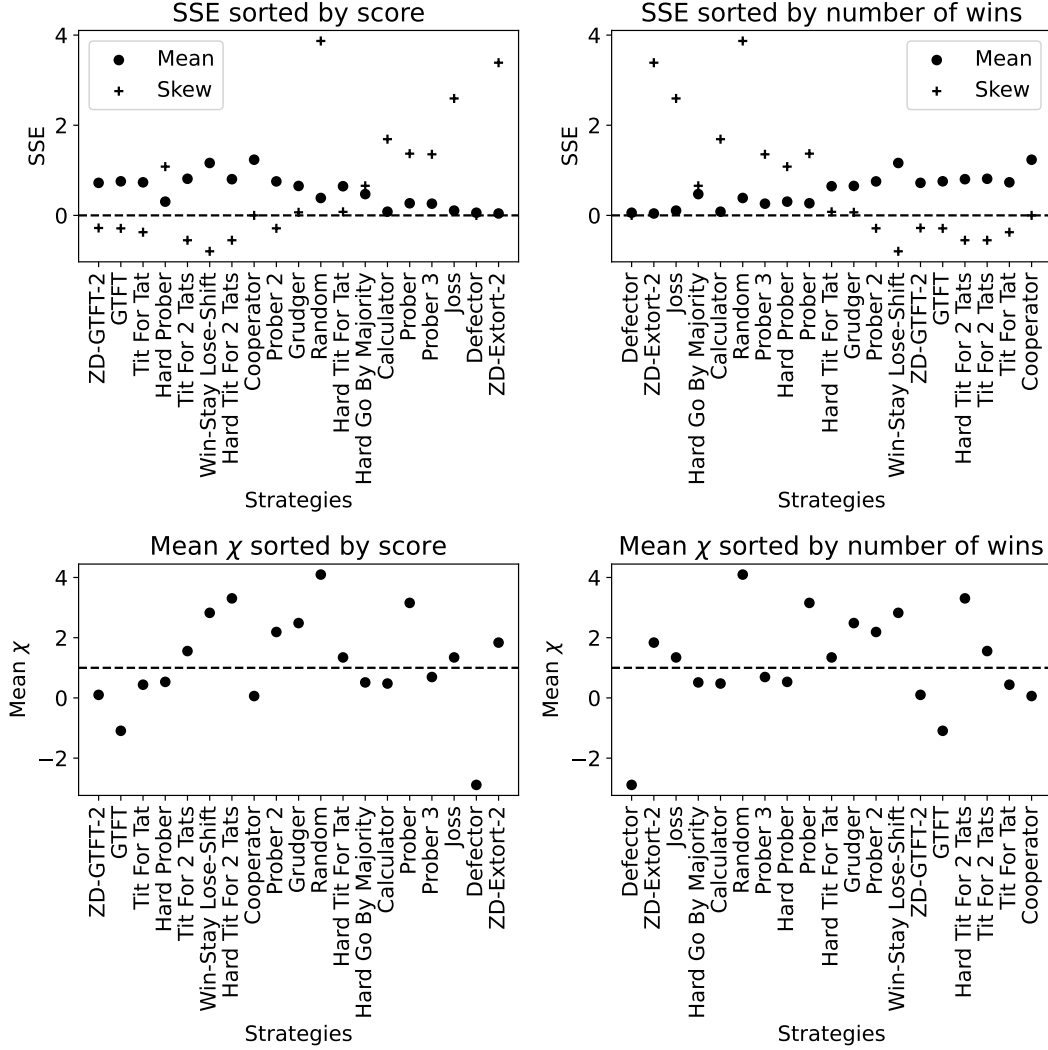 SSE sorted by score
SSE
4
2
0
Mean
Skew
ZD-GTFT-2
GTFT
Tit For Tat
Hard Prober
Tit For 2 Tats
Win-Stay Lose-Shift
Hard Tit For 2 Tats
Cooperator
Prober 2
Grudger
Random
Hard Tit For Tat
Hard Go By Majority
Calculator
Prober
Prober 3
Joss
Defector
ZD-Extort-2
Strategies
SSE sorted by number of wins
SSE
4
2
0
Mean
Skew
Defector
ZD-Extort-2
Joss
Hard Go By Majority
Calculator
Random
Prober 3
Hard Prober
Prober
Hard Tit For Tat
Grudger
Prober 2
Win-Stay Lose-Shift
ZD-GTFT-2
GTFT
Hard Tit For 2 Tats
Tit For 2 Tats
Tit For Tat
Cooperator
Strategies
Mean χ sorted by score
Mean χ
4
2
0
−2
ZD-GTFT-2
GTFT
Tit For Tat
Hard Prober
Tit For 2 Tats
Win-Stay Lose-Shift
Hard Tit For 2 Tats
Cooperator
Prober 2
Grudger
Random
Hard Tit For Tat
Hard Go By Majority
Calculator
Prober
Prober 3
Joss
Defector
ZD-Extort-2
Strategies
Mean χ sorted by number of wins
Mean χ
4
2
0
−2
Defector
ZD-Extort-2
Joss
Hard Go By Majority
Calculator
Random
Prober 3
Hard Prober
Prober
Hard Tit For Tat
Grudger
Prober 2
Win-Stay Lose-Shift
ZD-GTFT-2
GTFT
Hard Tit For 2 Tats
Tit For 2 Tats
Tit For Tat
Cooperator
Strategies